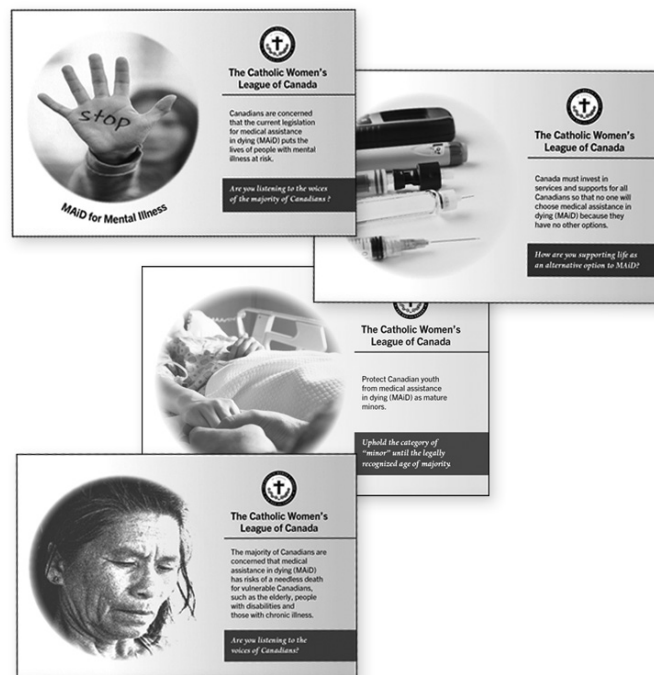 stop
MAiD for Mental Illness
The Catholic Women's
League of Canada
Canadians are concerned
that the current legislation
for medical assistance
in dying (MAiD) puts the
lives of people with mental
illness at risk.
Are you listening to the voices
of the majority of Canadians ?
The Catholic Women's
League of Canada
Canada must invest in
services and supports for all
Canadians so that no one will
choose medical assistance in
dying (MAiD) because they
have no other options.
How are you supporting life as
an alternative option to MAiD?
The Catholic Women's
League of Canada
Protect Canadian youth
from medical assistance
in dying (MAiD) as mature
minors.
Uphold the category of
"minor" until the legally
recognized age of majority.
The Catholic Women's
League of Canada
The majority of Canadians are
concerned that medical
assistance in dying (MAiD)
has risks of a needless death
for vulnerable Canadians,
such as the elderly, people
with disabilities and
those with chronic illness.
Are you listening to the
voices of Canadians?